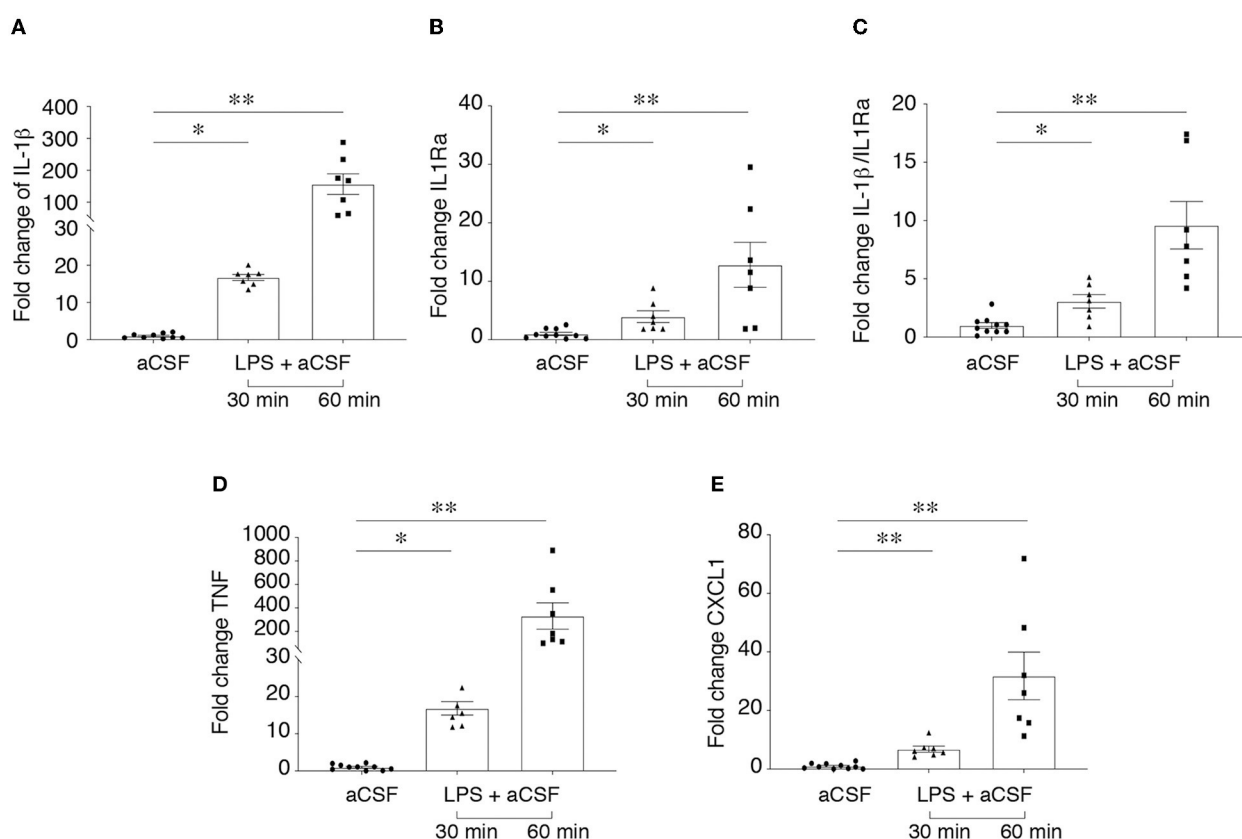 A
B
C
Fold change of IL-1β
400
300
200
100
30
20
10
0
*
**
aCSF
LPS + aCSF
30 min
60 min
Fold change IL1Ra
40
30
20
10
0
*
**
aCSF
LPS + aCSF
30 min
60 min
Fold change IL-1β/IL1Ra
20
15
10
5
0
*
**
aCSF
LPS + aCSF
30 min
60 min
D
E
Fold change TNF
1000
800
600
400
200
30
20
10
0
*
**
aCSF
LPS + aCSF
30 min
60 min
Fold change CXCL1
80
60
40
20
0
**
**
aCSF
LPS + aCSF
30 min
60 min